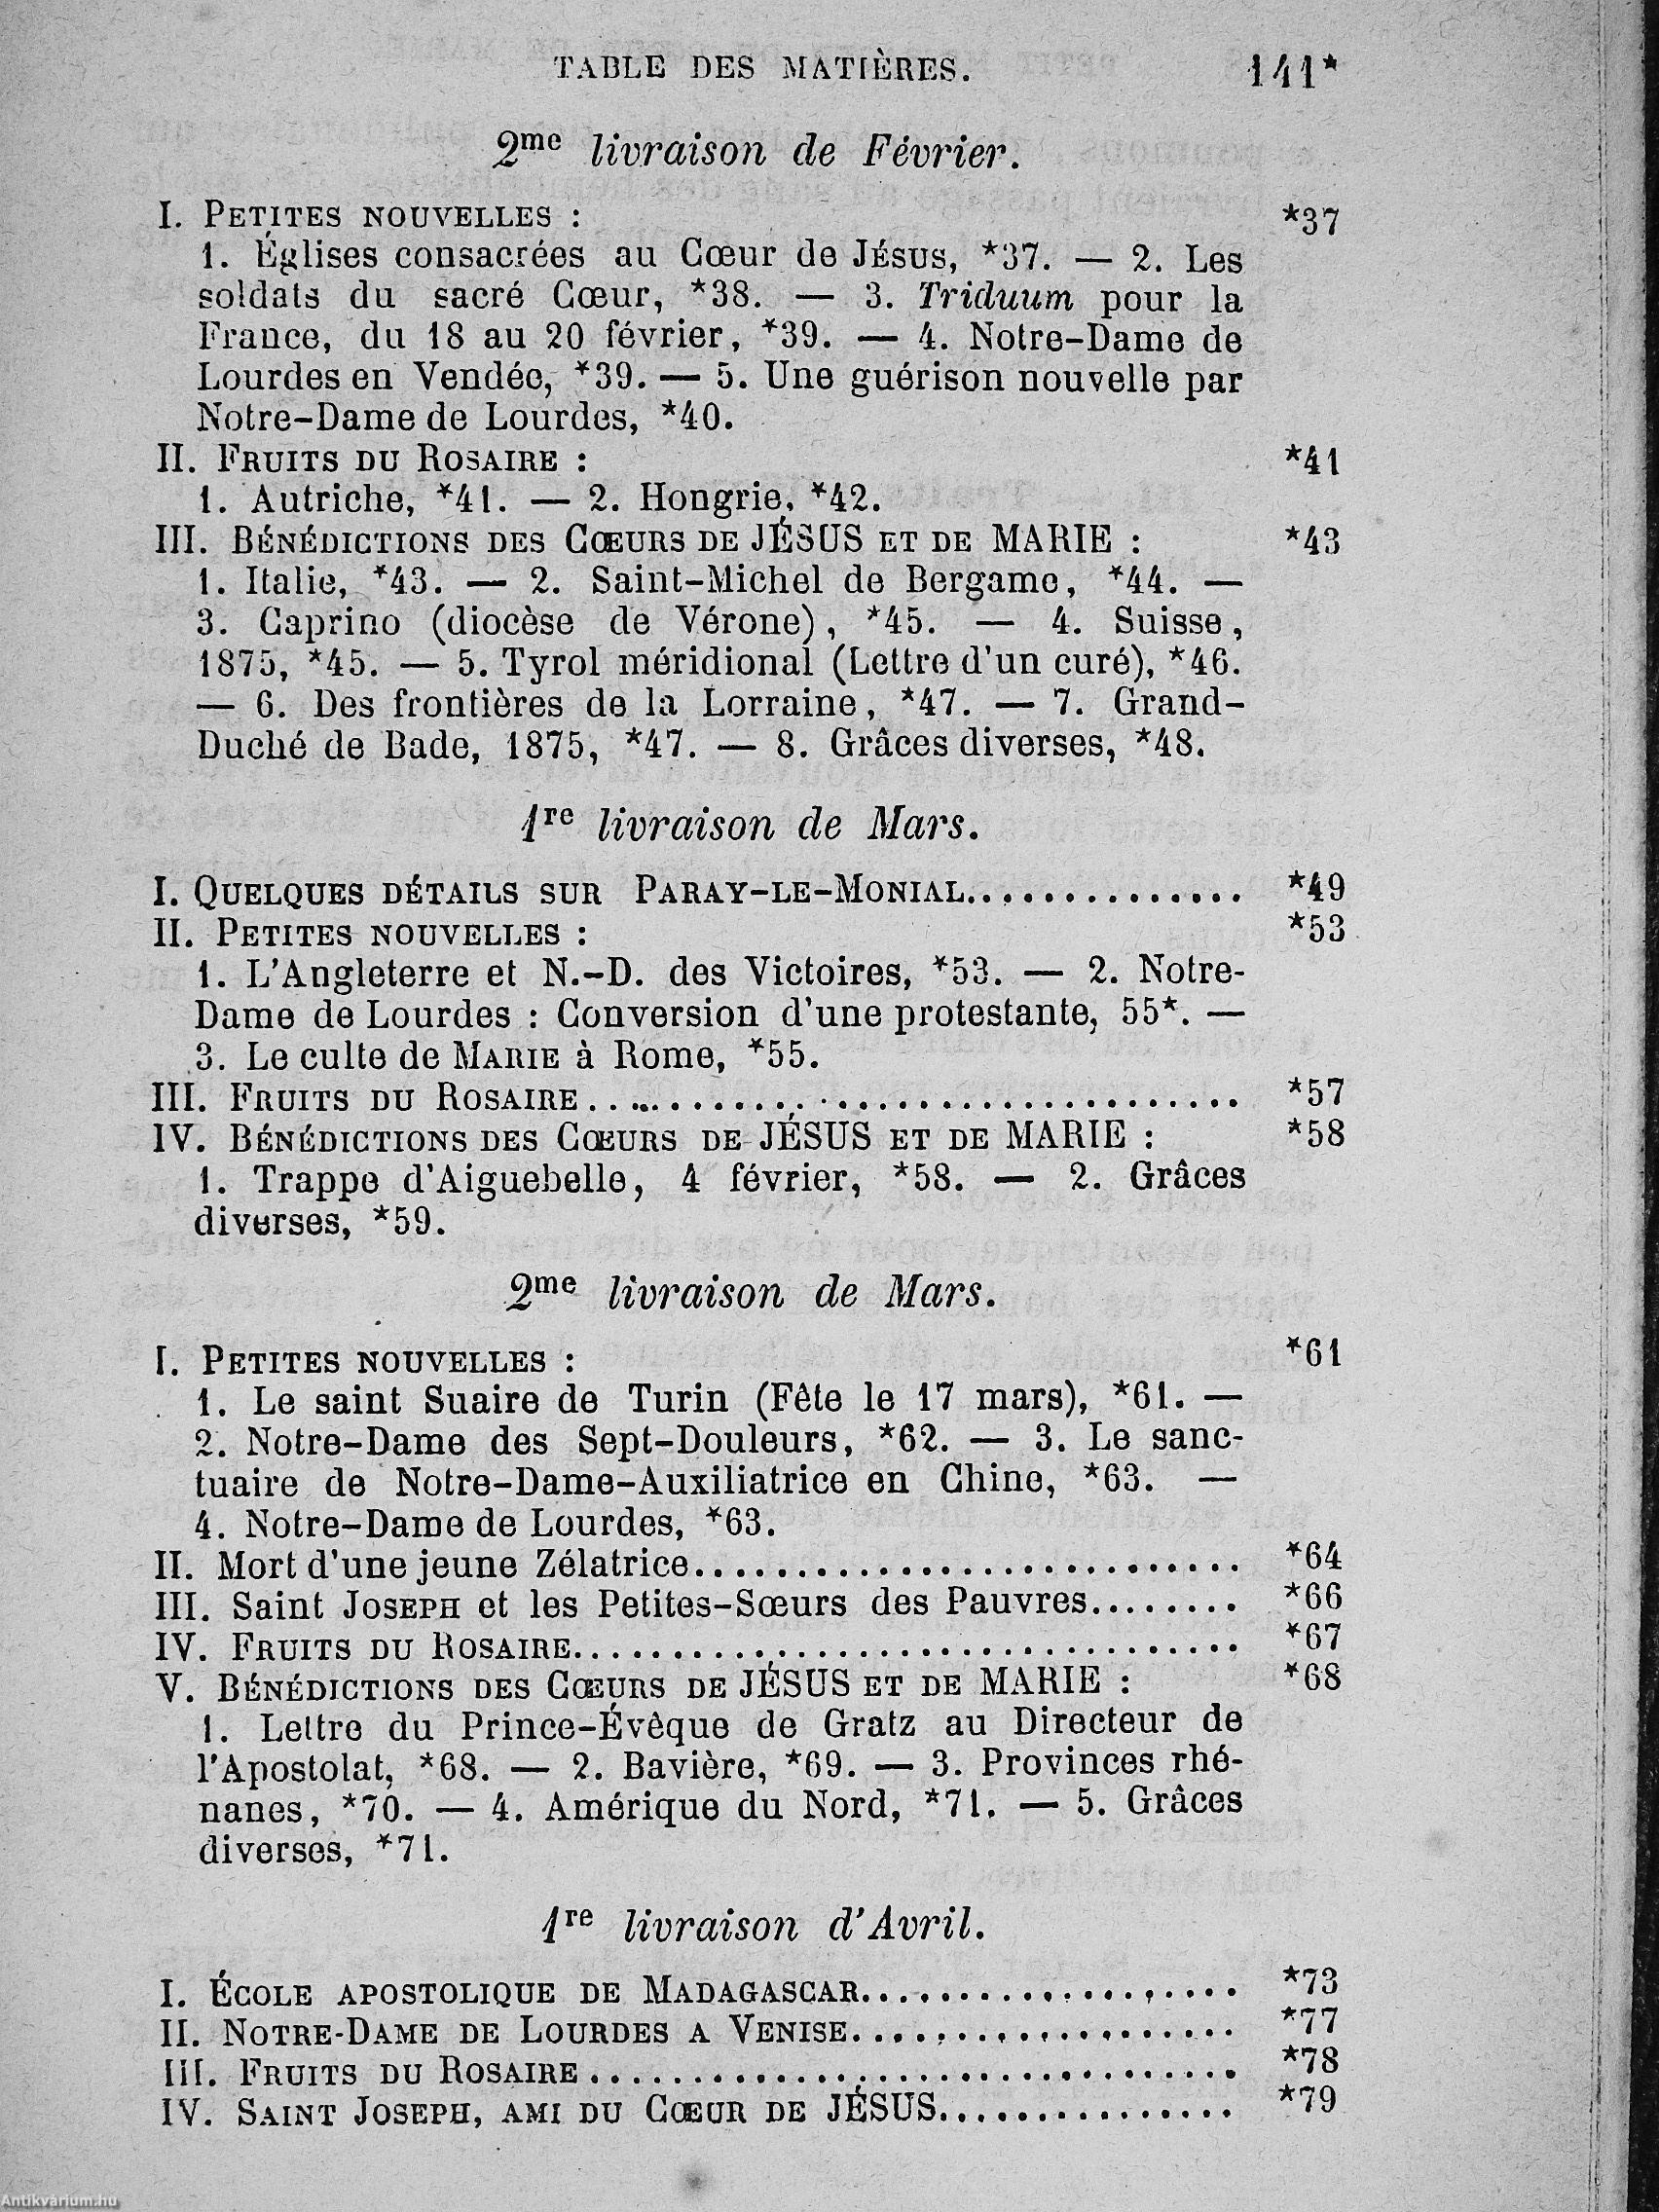 TABLE DES MATIÈRES. 141*
2me livraison de Février.
I. PETITES NOUVELLES : *37
1. Églises consacrées au Cœur de JÉSUS, *37. — 2. Les
soldats du sacré Cœur, *38. — 3. Triduum pour la
France, du 18 au 20 février, *39. — 4. Notre-Dame de
Lourdes en Vendée, *39. — 5. Une guérison nouvelle par
Notre-Dame de Lourdes, *40.
II. FRUITS DU ROSAIRE : *41
1. Autriche, *41. — 2. Hongrie, *42.
III. BÉNÉDICTIONS DES CŒURS DE JÉSUS ET DE MARIE : *43
1. Italie, *43. — 2. Saint-Michel de Bergame, *44. —
3. Caprino (diocèse de Vérone), *45. — 4. Suisse,
1875, *45. — 5. Tyrol méridional (Lettre d'un curé), *46.
— 6. Des frontières de la Lorraine, *47. — 7. Grand-
Duché de Bade, 1875, *47. — 8. Grâces diverses, *48.
1re livraison de Mars.
I. QUELQUES DÉTAILS SUR PARAY-LE-MONIAL.............. *49
II. PETITES NOUVELLES : *53
1. L'Angleterre et N.-D. des Victoires, *53. — 2. Notre-
Dame de Lourdes : Conversion d'une protestante, 55*. —
3. Le culte de MARIE à Rome, *55.
III. FRUITS DU ROSAIRE................................ *57
IV. BÉNÉDICTIONS DES CŒURS DE JÉSUS ET DE MARIE : *58
1. Trappe d'Aiguebelle, 4 février, *58. — 2. Grâces
diverses, *59.
2me livraison de Mars.
I. PETITES NOUVELLES : *61
1. Le saint Suaire de Turin (Fête le 17 mars), *61. —
2. Notre-Dame des Sept-Douleurs, *62. — 3. Le sanc-
tuaire de Notre-Dame-Auxiliatrice en Chine, *63. —
4. Notre-Dame de Lourdes, *63.
II. Mort d'une jeune Zélatrice........................... *64
III. Saint JOSEPH et les Petites-Sœurs des Pauvres........ *66
IV. FRUITS DU ROSAIRE................................. *67
V. BÉNÉDICTIONS DES CŒURS DE JÉSUS ET DE MARIE : *68
1. Lettre du Prince-Évêque de Gratz au Directeur de
l'Apostolat, *68. — 2. Bavière, *69. — 3. Provinces rhé-
nanes, *70. — 4. Amérique du Nord, *71. — 5. Grâces
diverses, *71.
1re livraison d'Avril.
I. ÉCOLE APOSTOLIQUE DE MADAGASCAR................... *73
II. NOTRE-DAME DE LOURDES A VENISE................... *77
III. FRUITS DU ROSAIRE................................ *78
IV. SAINT JOSEPH, AMI DU CŒUR DE JÉSUS............... *79
Antikvárium.hu